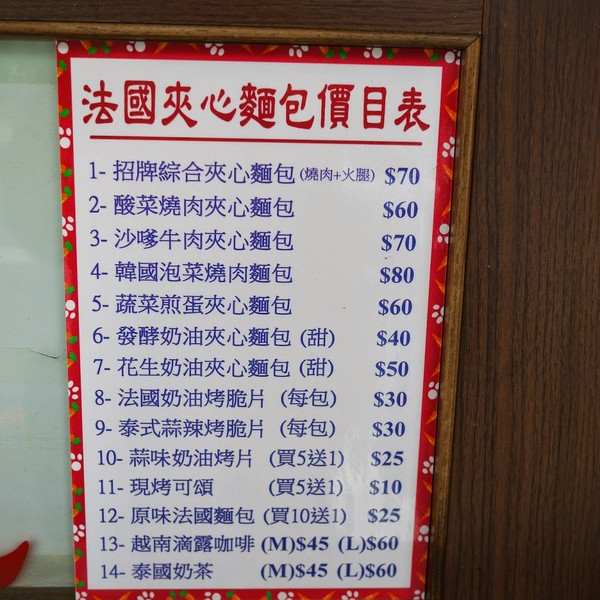 法國夾心麵包價目表
1- 招牌綜合夾心麵包 (燒肉+火腿) $70
2- 酸菜燒肉夾心麵包 $60
3- 沙嗲牛肉夾心麵包 $70
4- 韓國泡菜燒肉麵包 $80
5- 蔬菜煎蛋夾心麵包 $60
6- 發酵奶油夾心麵包 (甜) $40
7- 花生奶油夾心麵包 (甜) $50
8- 法國奶油烤脆片 (每包) $30
9- 泰式蒜辣烤脆片 (每包) $30
10- 蒜味奶油烤片 (買5送1) $25
11- 現烤可頌 (買5送1) $10
12- 原味法國麵包 (買10送1) $25
13- 越南滴露咖啡 (M)$45 (L)$60
14- 泰國奶茶 (M)$45 (L)$60